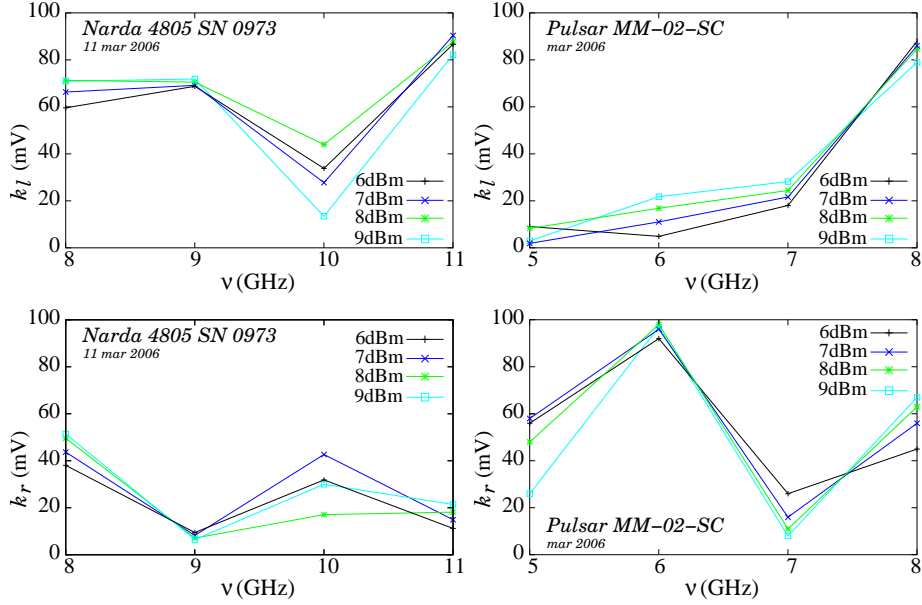 Narda 4805 SN 0973
11 mar 2006
100
80
60
40
20
0
k_l (mV)
6dBm
7dBm
8dBm
9dBm
8 9 10 11
ν (GHz)
Pulsar MM-02-SC
mar 2006
100
80
60
40
20
0
k_l (mV)
6dBm
7dBm
8dBm
9dBm
5 6 7 8
ν (GHz)
Narda 4805 SN 0973
11 mar 2006
100
80
60
40
20
0
k_r (mV)
6dBm
7dBm
8dBm
9dBm
8 9 10 11
ν (GHz)
100
80
60
40
20
0
k_r (mV)
6dBm
7dBm
8dBm
9dBm
Pulsar MM-02-SC
mar 2006
5 6 7 8
ν (GHz)